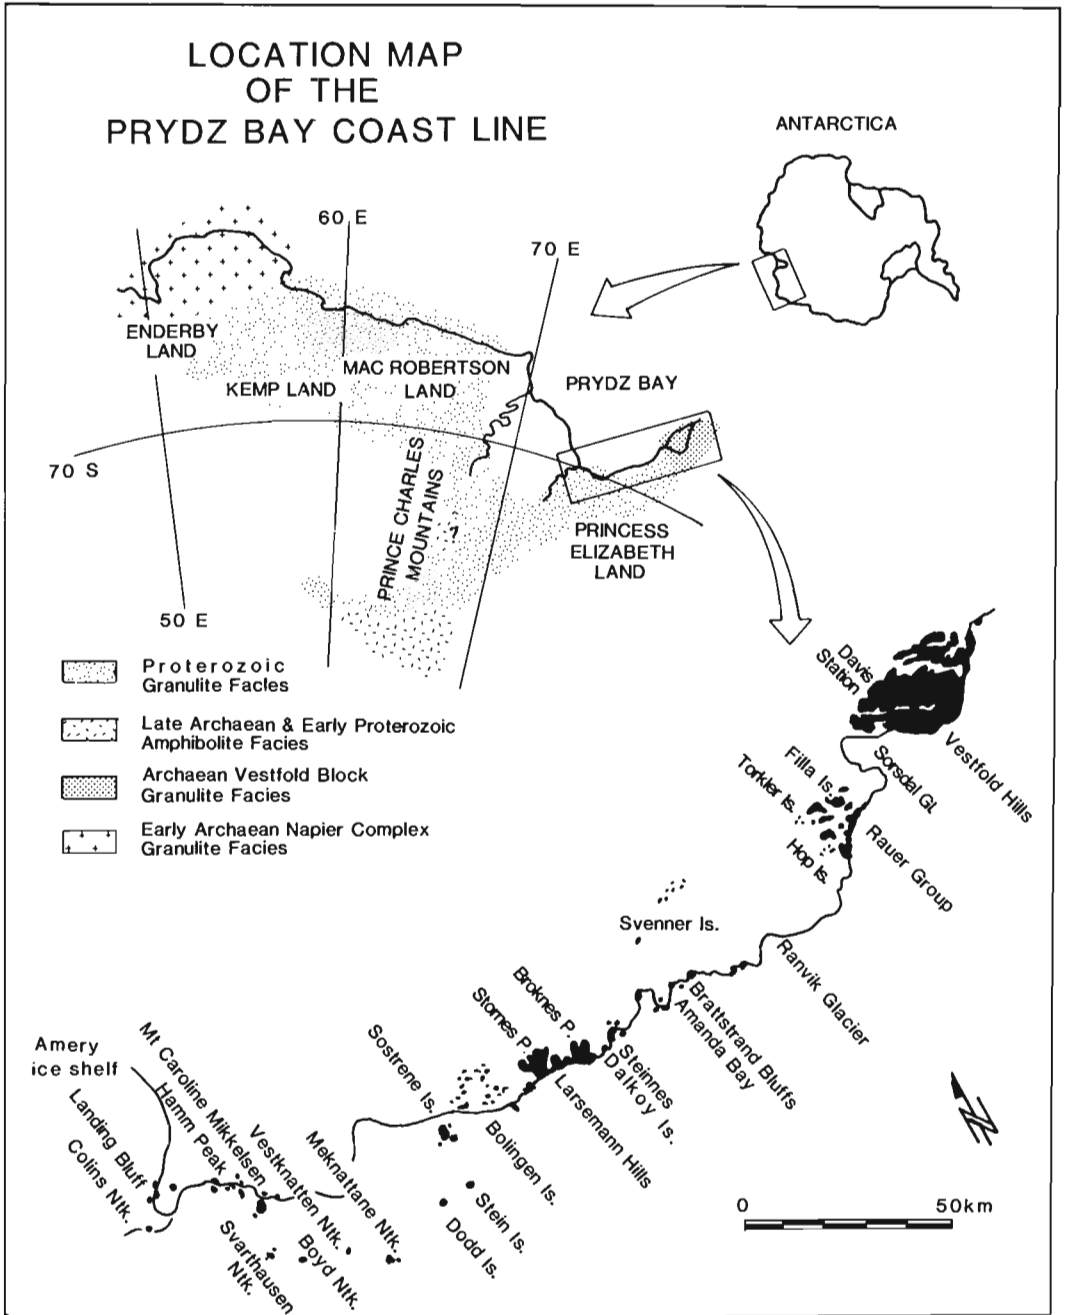 LOCATION MAP
OF THE
PRYDZ BAY COAST LINE
ANTARCTICA
60 E
70 E
ENDERBY
LAND
KEMP LAND
MAC ROBERTSON
LAND
PRYDZ BAY
70 S
PRINCE CHARLES
MOUNTAINS
?
PRINCESS
ELIZABETH
LAND
50 E
Proterozoic
Granulite Facies
Late Archaean & Early Proterozoic
Amphibolite Facies
Archaean Vestfold Block
Granulite Facies
Early Archaean Napier Complex
Granulite Facies
Davis
Station
Vestfold Hills
Sorsdal Gl.
Filla Is.
Torkler Is.
Hop Is.
Rauer Group
Svenner Is.
Ranvik Glacier
Brattstrand Bluffs
Amanda Bay
Broknes P.
Stornes P.
Steinnes
Dalkoy Is.
Larsemann Hills
Sostrene Is.
Bolingen Is.
Amery
ice shelf
Mt Caroline Mikkelsen
Hamm Peak
Landing Bluff
Colins Ntk.
Vestknatten Ntk.
Meknattane Ntk.
Svarthausen
Ntk.
Boyd Ntk.
Stein Is.
Dodd Is.
N
0 50km